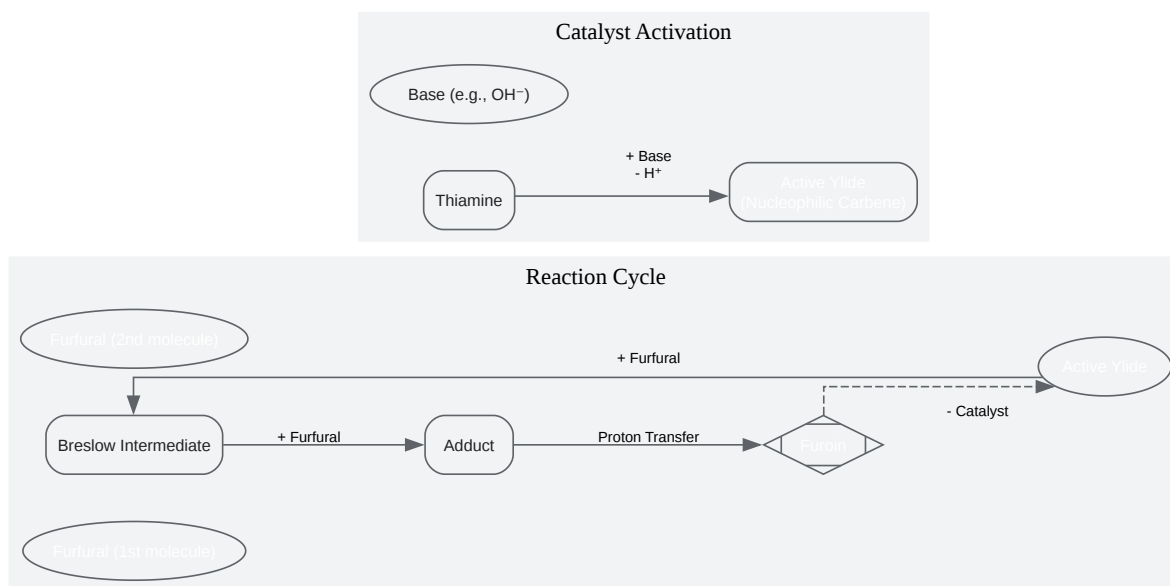 Catalyst Activation
Base (e.g., OH⁻)
+ Base
- H⁺
Thiamine
Active Ylide
(Nucleophilic Carbene)
Reaction Cycle
Furfural (2nd molecule)
+ Furfural
Active Ylide
- Catalyst
Breslow Intermediate
+ Furfural
Adduct
Proton Transfer
Furoin
Furfural (1st molecule)